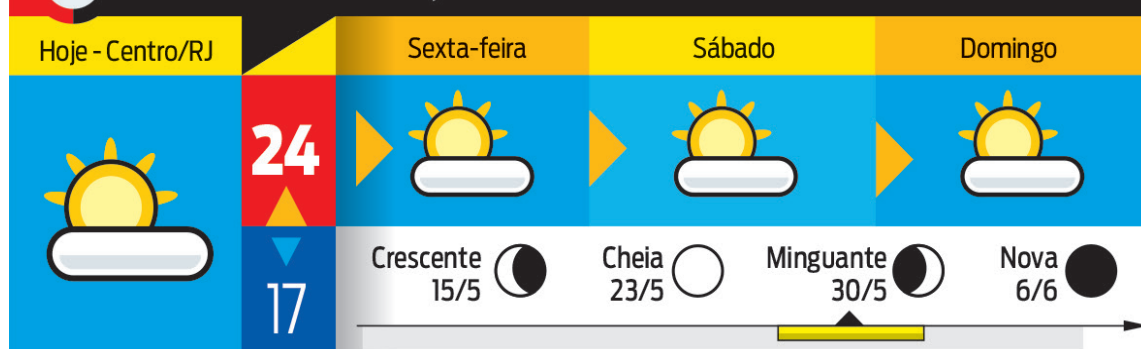 Hoje - Centro/RJ
Sexta-feira
Sábado
Domingo
24
17
Crescente
15/5
Cheia
23/5
Minguante
30/5
Nova
6/6